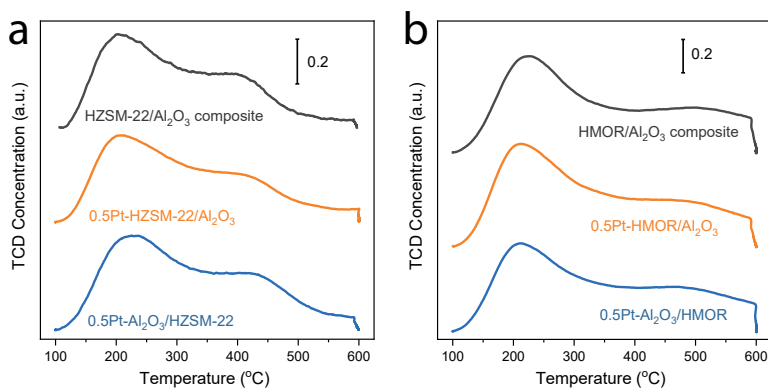 a
TCD Concentration (a.u.)
0.2
HZSM-22/Al₂O₃ composite
0.5Pt-HZSM-22/Al₂O₃
0.5Pt-Al₂O₃/HZSM-22
100 200 300 400 500 600
Temperature (°C)
b
TCD Concentration (a.u.)
0.2
HMOR/Al₂O₃ composite
0.5Pt-HMOR/Al₂O₃
0.5Pt-Al₂O₃/HMOR
100 200 300 400 500 600
Temperature (°C)